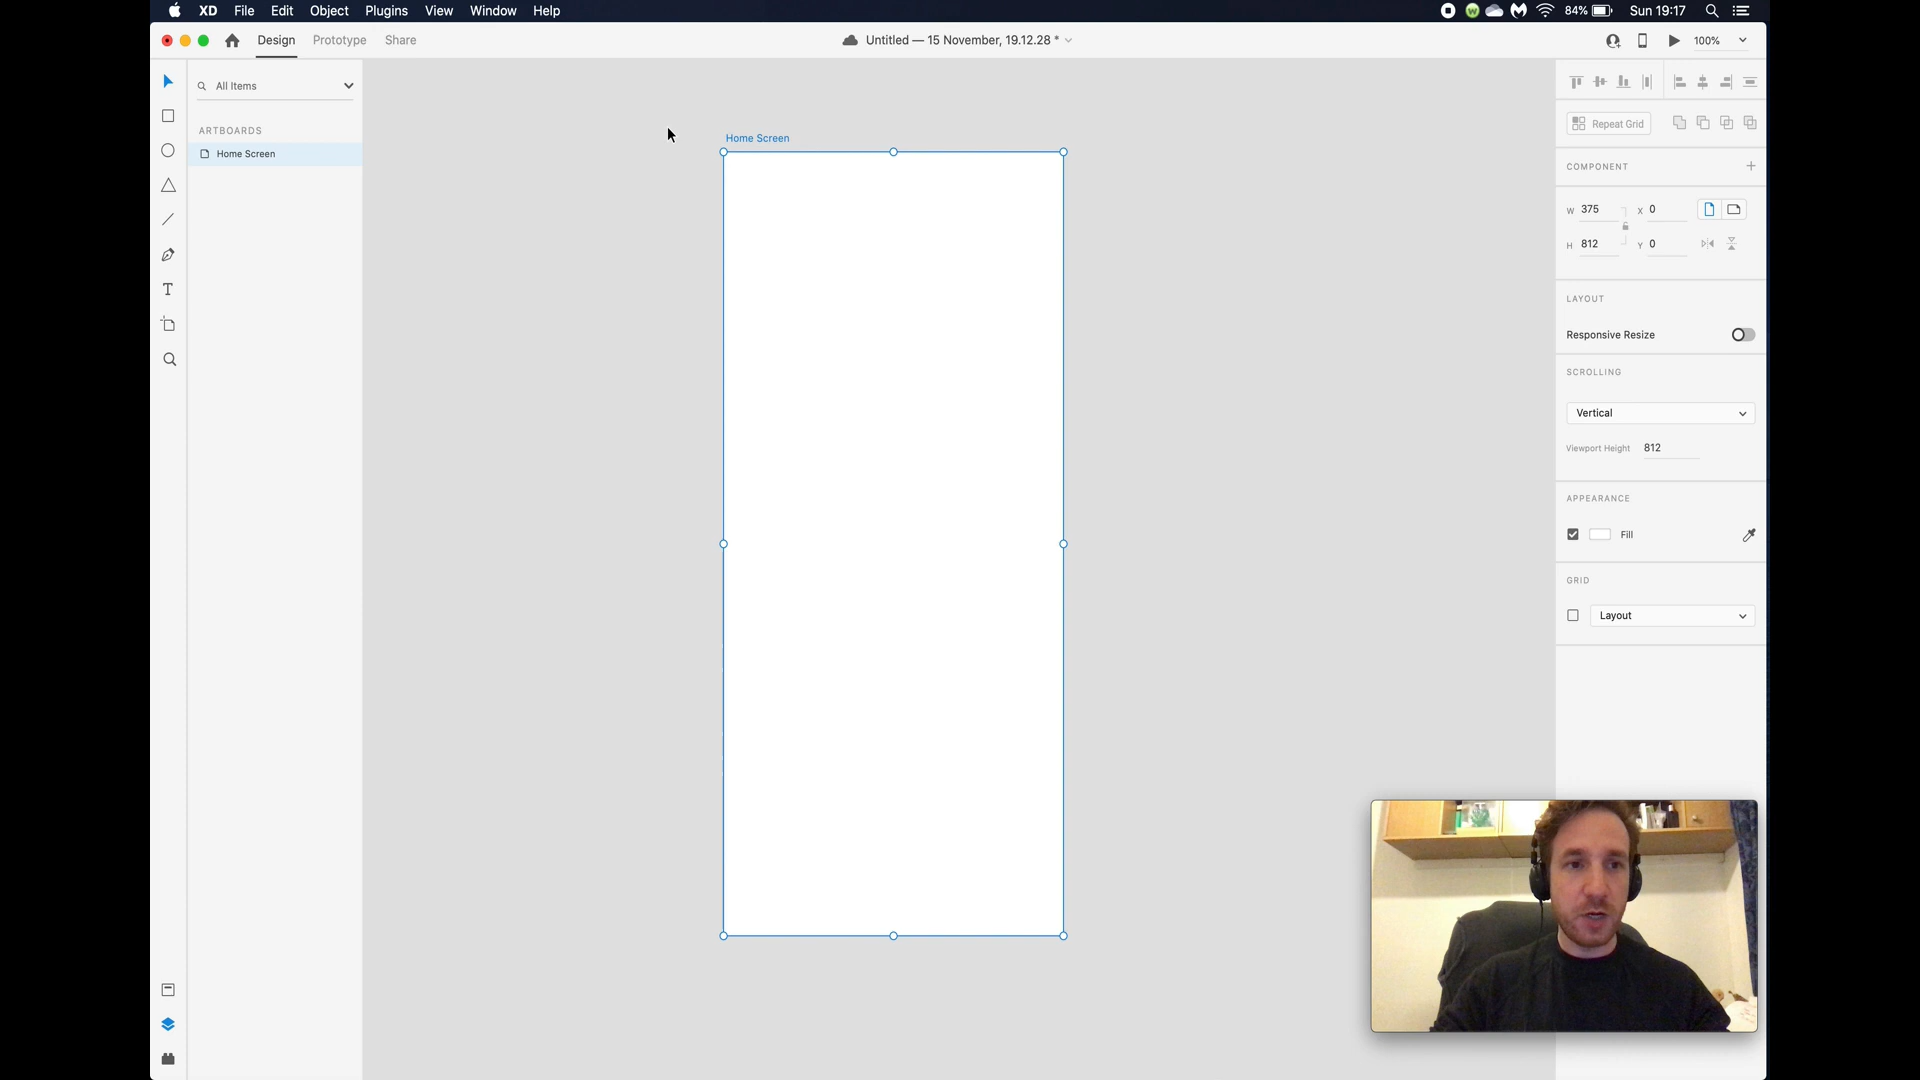 XD File Edit Object Plugins View Window Help
84% Sun 19:17
Design Prototype Share
Untitled — 15 November, 19.12.28 *
100%
All Items
ARTBOARDS
Home Screen
Home Screen
Repeat Grid
COMPONENT
W 375 X 0
H 812 Y 0
LAYOUT
Responsive Resize
SCROLLING
Vertical
Viewport Height 812
APPEARANCE
Fill
GRID
Layout